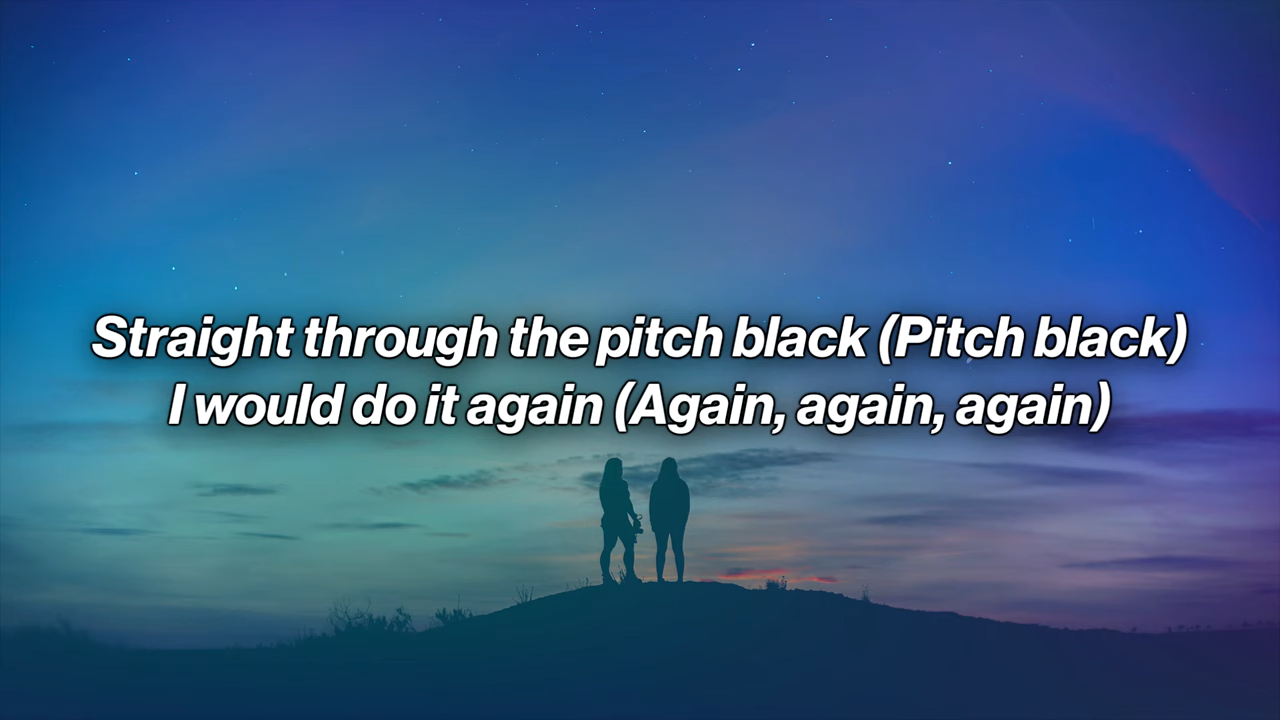 Straight through the pitch black (Pitch black)
I would do it again (Again, again, again)